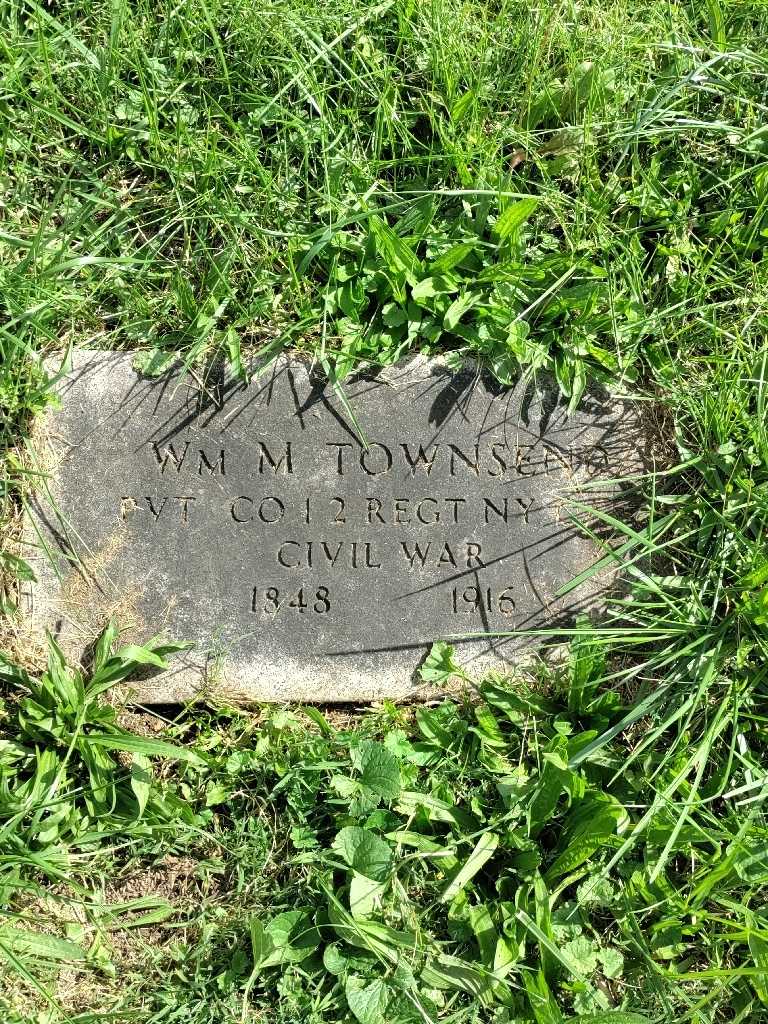 WM M TOWNSEND
PVT CO I 2 REGT NY
CIVIL WAR
1848 1916